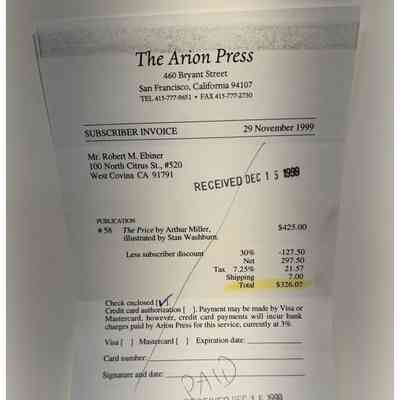 The Arion Press
460 Bryant Street
San Francisco, California 94107
TEL 415-777-9651 • FAX 415-777-2730
SUBSCRIBER INVOICE 29 November 1999
Mr. Robert M. Ebiner
100 North Citrus St., #520
West Covina CA 91791
RECEIVED DEC 15 1999
PUBLICATION
# 56 The Price by Arthur Miller, $425.00
illustrated by Stan Washburn.
Less subscriber discount 30% -127.50
Net 297.50
Tax 7.25% 21.57
Shipping 7.00
Total $326.07
Check enclosed [✓]
Credit card authorization [ ]. Payment may be made by Visa or
Mastercard, however, credit card payments will incur bank
charges paid by Arion Press for this service, currently at 3%
Visa [ ] Mastercard [ ] Expiration date:
Card number:
Signature and date:
PAID
RECEIVED DEC 15 1999